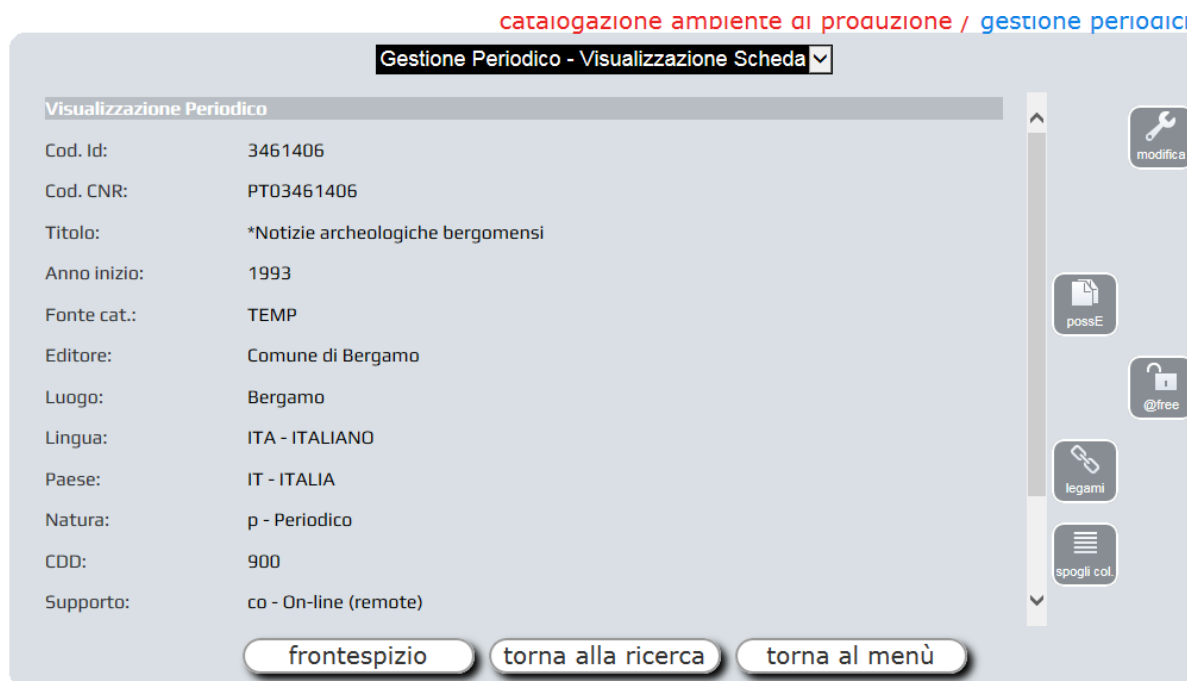 catalogazione ambiente di produzione / gestione periodici
Gestione Periodico - Visualizzazione Scheda
Visualizzazione Periodico
Cod. Id: 3461406
Cod. CNR: PT03461406
Titolo: *Notizie archeologiche bergomensi
Anno inizio: 1993
Fonte cat.: TEMP
Editore: Comune di Bergamo
Luogo: Bergamo
Lingua: ITA - ITALIANO
Paese: IT - ITALIA
Natura: p - Periodico
CDD: 900
Supporto: co - On-line (remote)
modifica
possE
@free
legami
spogli col.
frontespizio torna alla ricerca torna al menù